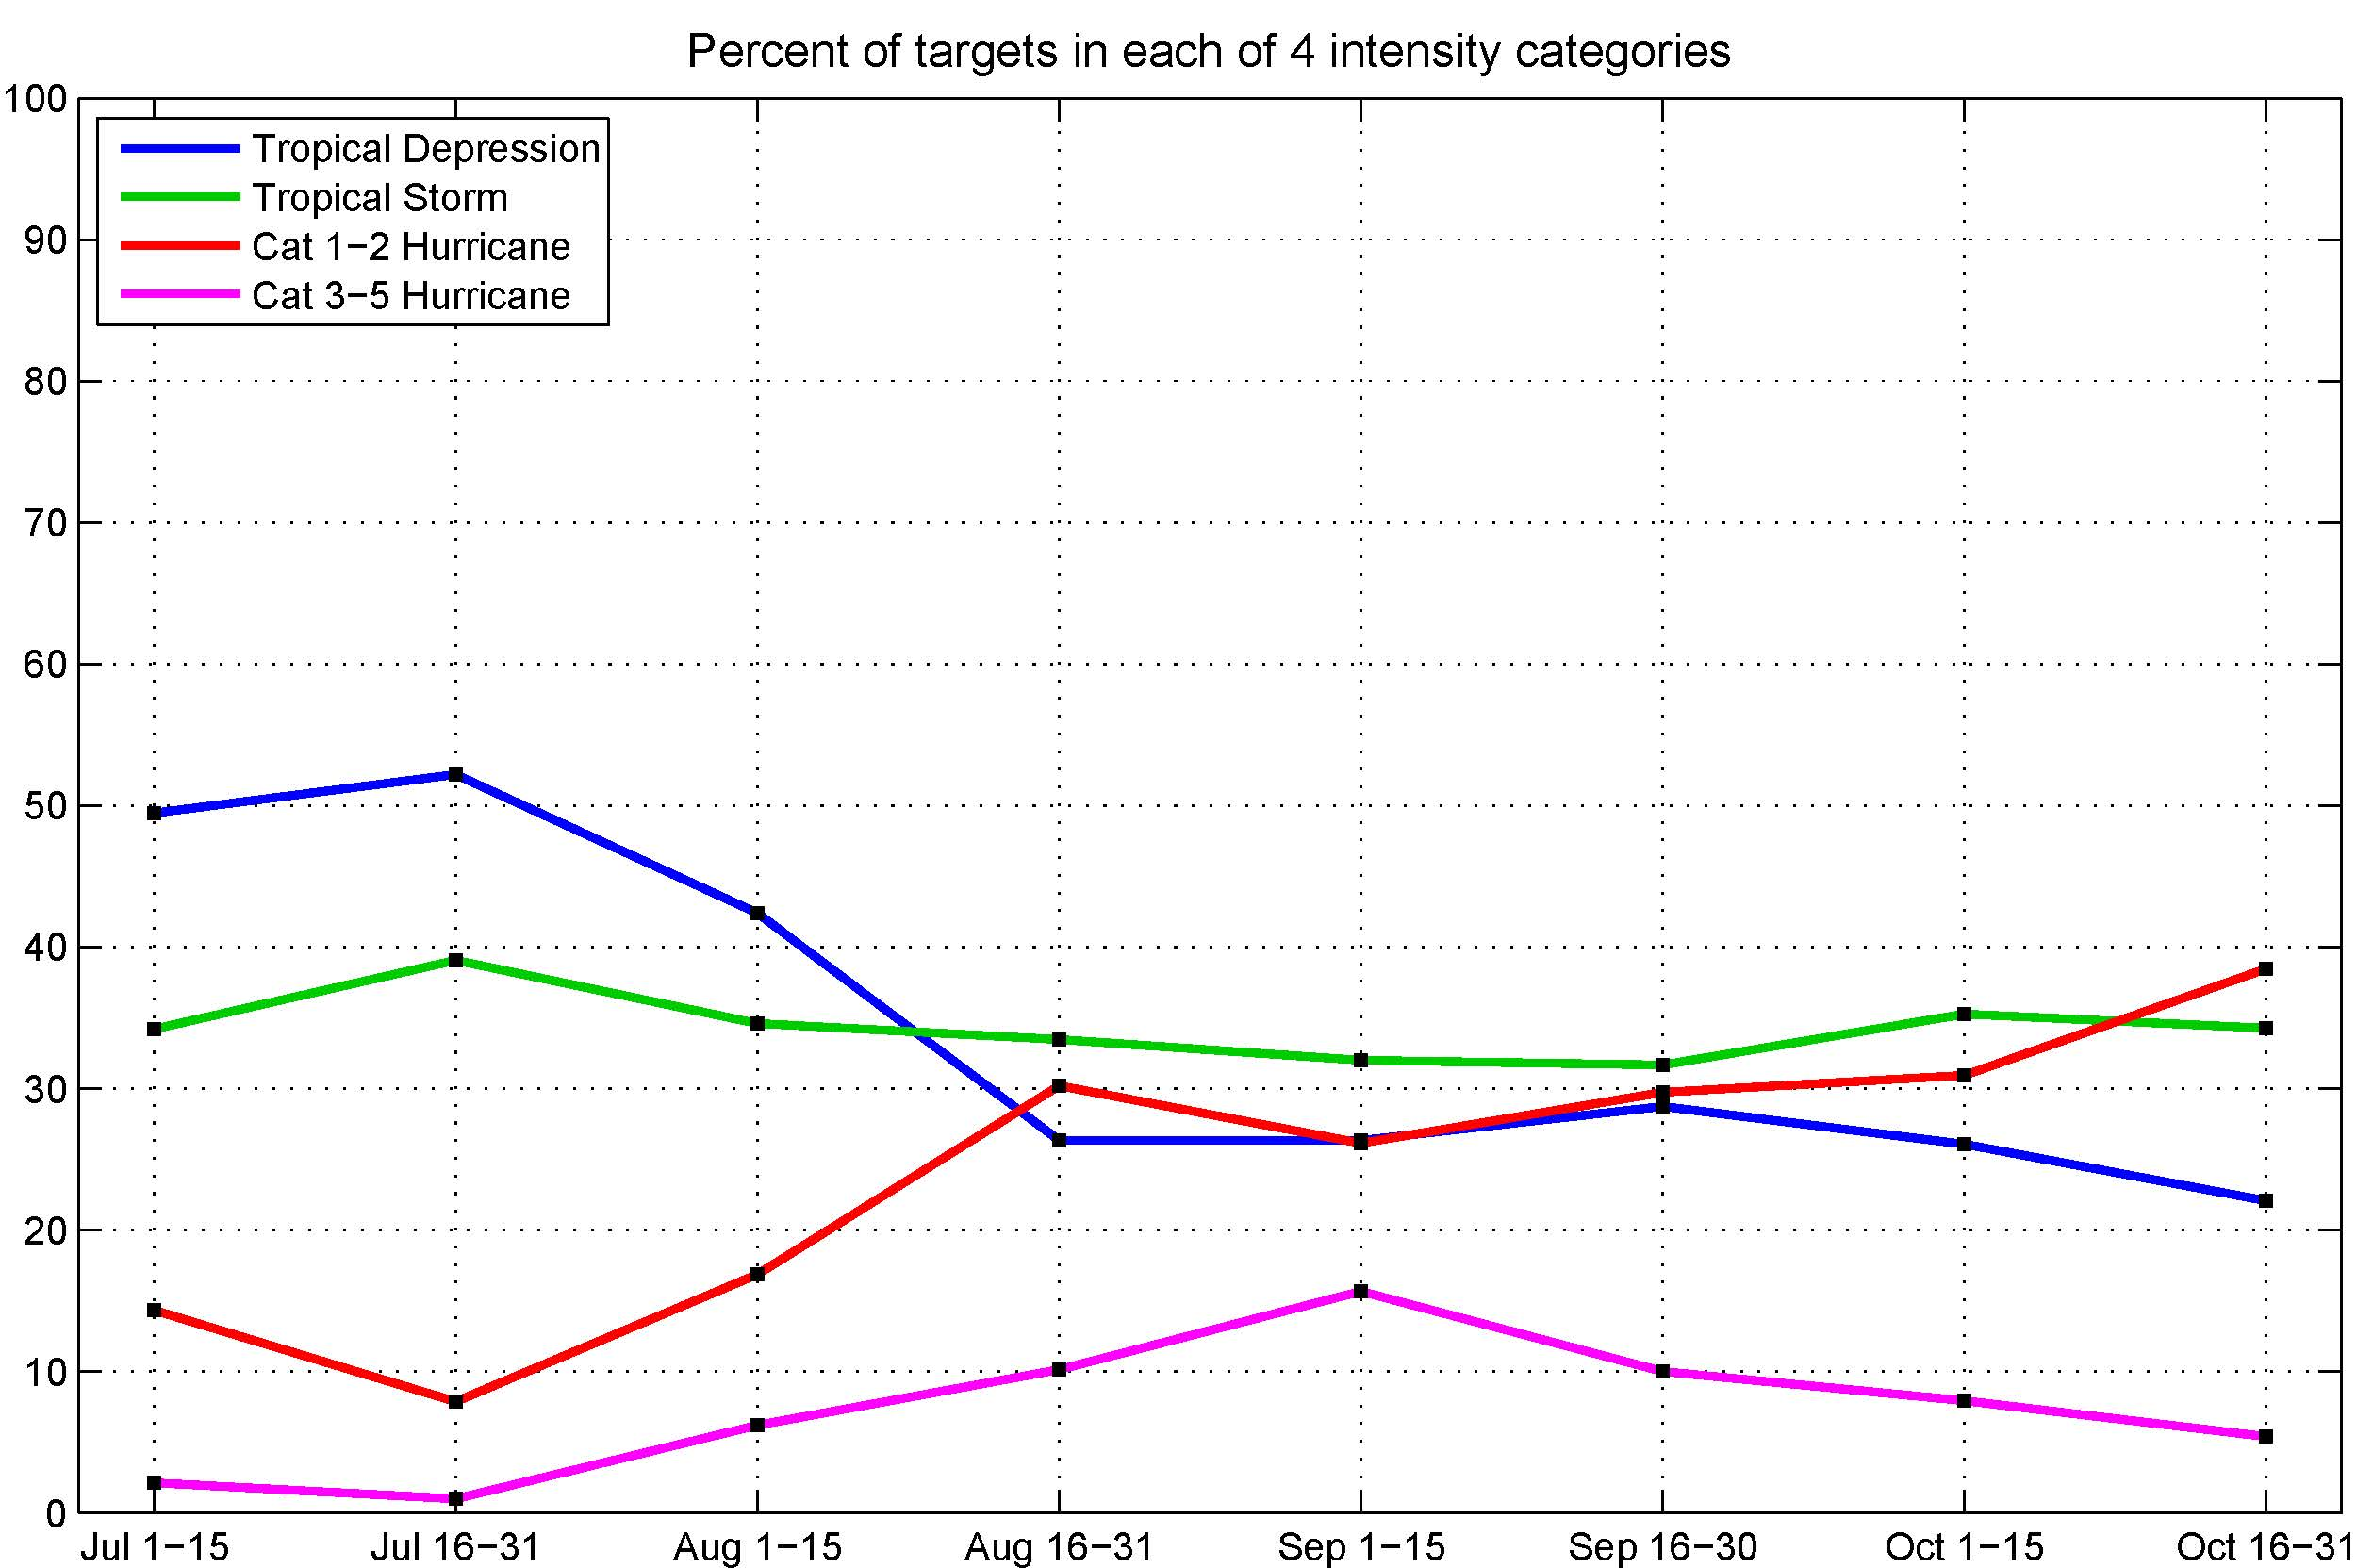 Percent of targets in each of 4 intensity categories
100
90
80
70
60
50
40
30
20
10
0
Tropical Depression
Tropical Storm
Cat 1−2 Hurricane
Cat 3−5 Hurricane
Jul 1−15
Jul 16−31
Aug 1−15
Aug 16−31
Sep 1−15
Sep 16−30
Oct 1−15
Oct 16−31